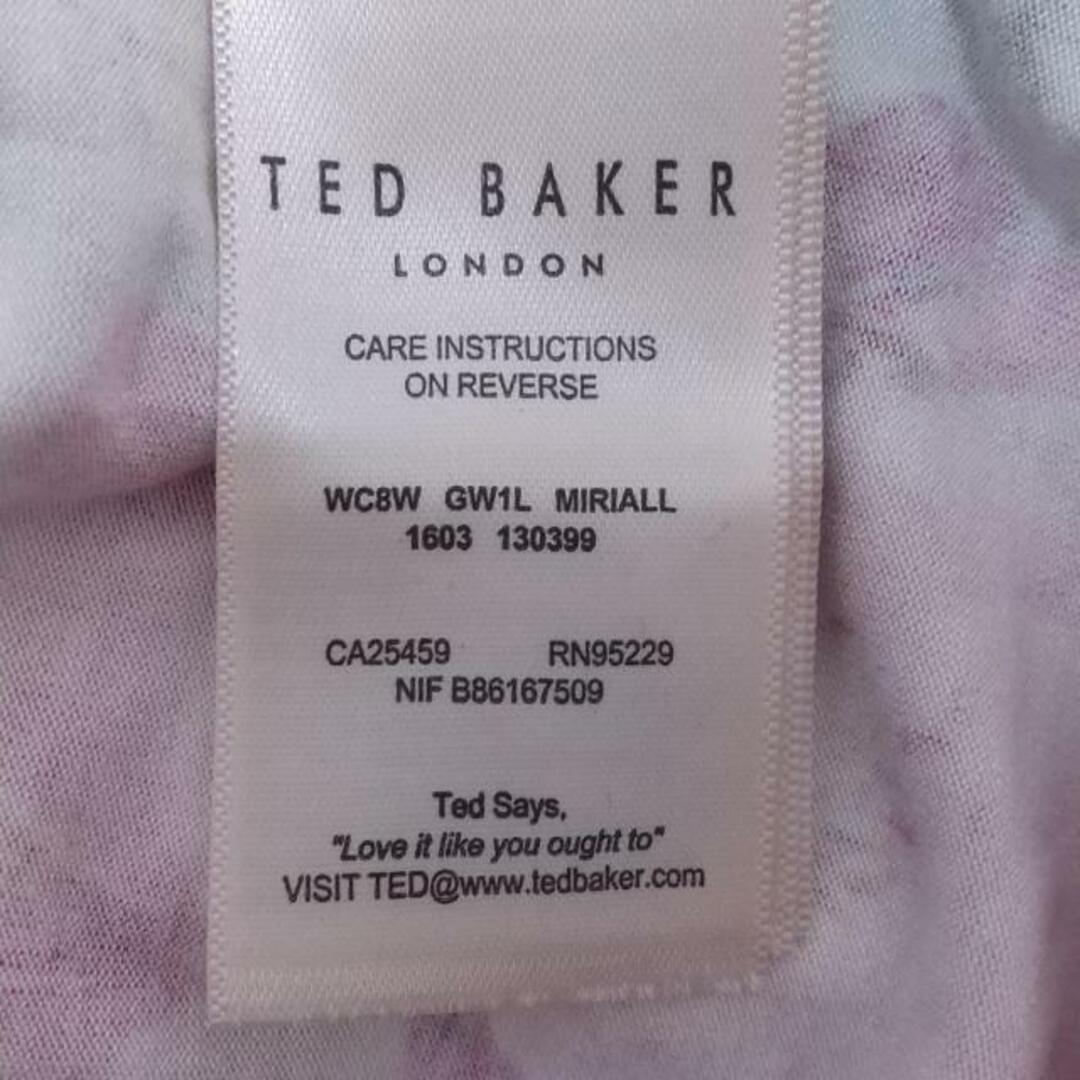 TED BAKER
LONDON
CARE INSTRUCTIONS
ON REVERSE
WC8W GW1L MIRIALL
1603 130399
CA25459 RN95229
NIF B86167509
Ted Says,
"Love it like you ought to"
VISIT TED@www.tedbaker.com